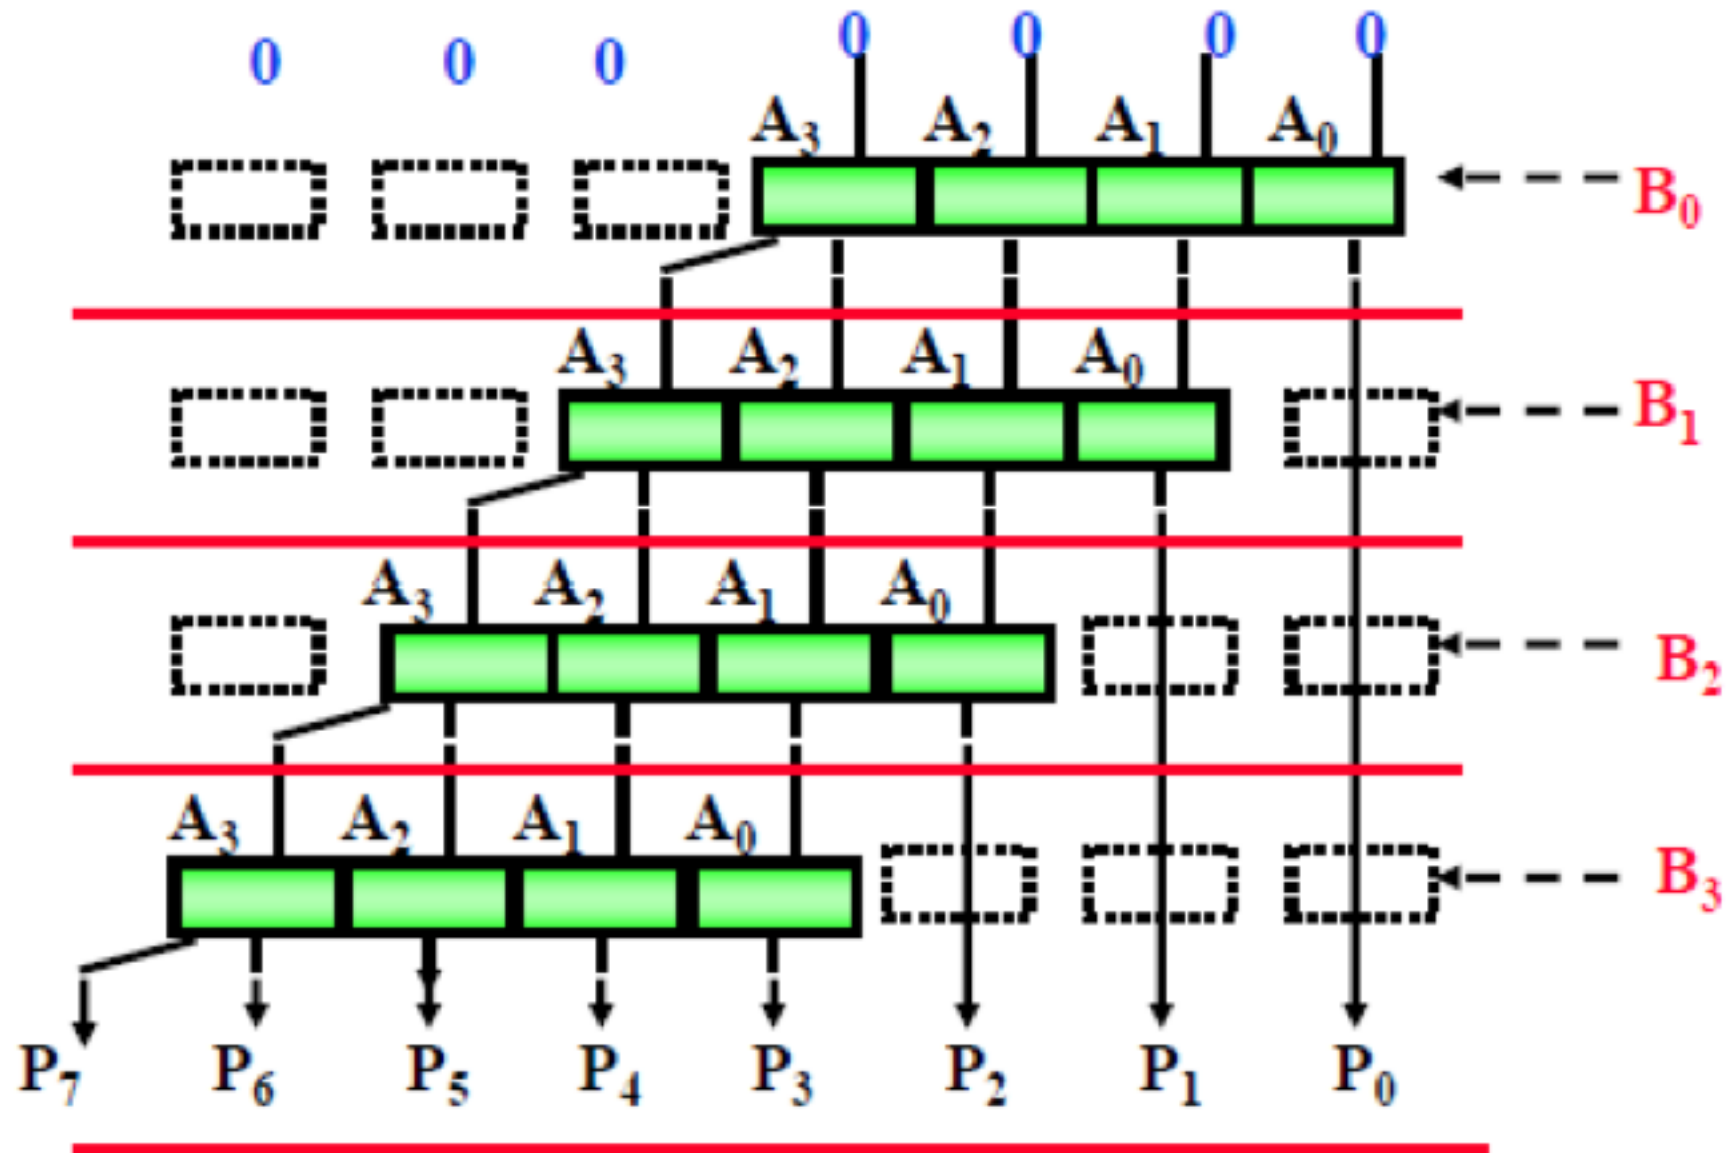 0 0 0 0 0 0 0
A₃ A₂ A₁ A₀
B₀
A₃ A₂ A₁ A₀
B₁
A₃ A₂ A₁ A₀
B₂
A₃ A₂ A₁ A₀
B₃
P₇ P₆ P₅ P₄ P₃ P₂ P₁ P₀